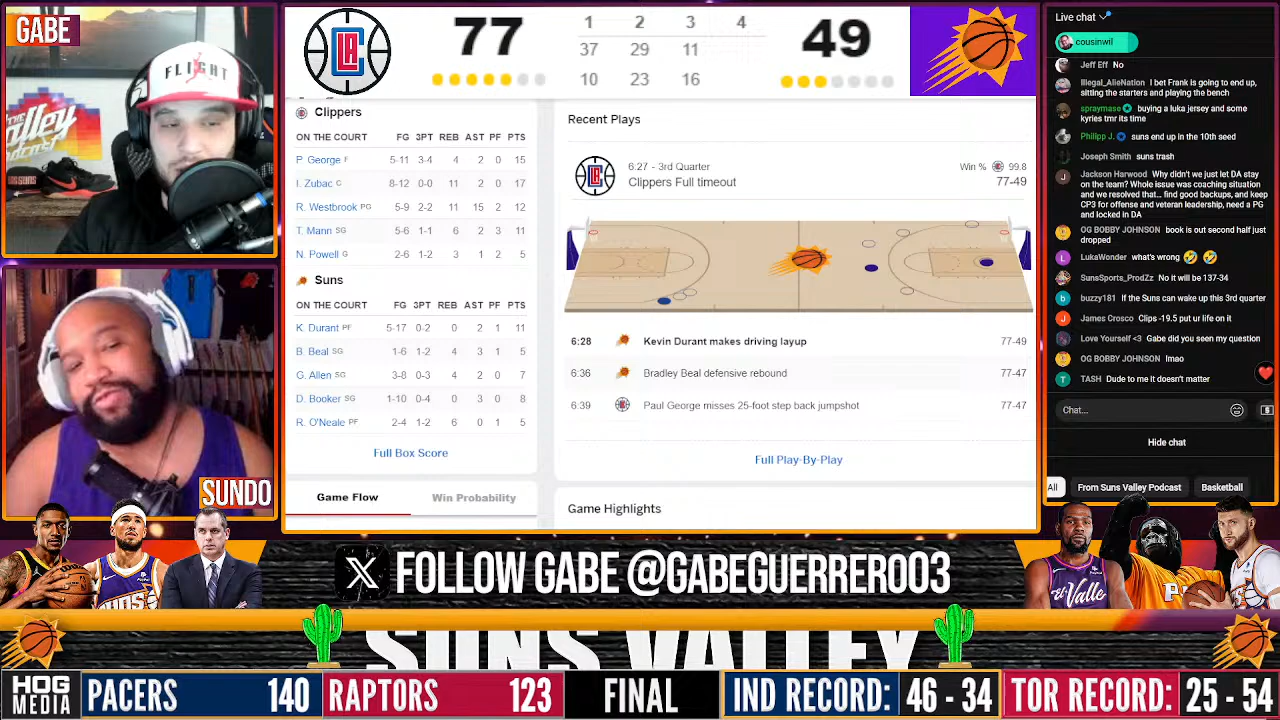 GABE
FLIGHT
The Valley
Podcast
SUNDO
77
1 2 3 4
37 29 11
10 23 16
49
Clippers
ON THE COURT FG 3PT REB AST PF PTS
P. George F 5-11 3-4 4 2 0 15
I. Zubac C 8-12 0-0 11 2 0 17
R. Westbrook PG 5-9 2-2 11 15 2 12
T. Mann SG 5-6 1-1 6 2 3 11
N. Powell G 2-6 1-2 3 1 2 5
Suns
ON THE COURT FG 3PT REB AST PF PTS
K. Durant PF 5-17 0-2 0 2 1 11
B. Beal SG 1-6 1-2 4 3 1 5
G. Allen SG 3-8 0-3 4 2 0 7
D. Booker SG 1-10 0-4 0 3 0 8
R. O'Neale PF 2-4 1-2 6 0 1 5
Full Box Score
Game Flow
Win Probability
Recent Plays
6:27 - 3rd Quarter
Clippers Full timeout
Win % 99.8
77-49
6:28 Kevin Durant makes driving layup 77-49
6:36 Bradley Beal defensive rebound 77-47
6:39 Paul George misses 25-foot step back jumpshot 77-47
Full Play-By-Play
Game Highlights
Live chat
cousinwil
Jeff Eff No
Illegal_AlieNation I bet Frank is going to end up,
sitting the starters and playing the bench
spraymase buying a luka jersey and some
kyries tmr its time
Philipp J. suns end up in the 10th seed
Joseph Smith suns trash
Jackson Harwood Why didn't we just let DA stay
on the team? Whole issue was coaching situation
and we resolved that... find good backups, and keep
CP3 for offense and veteran leadership, need a PG
and locked in DA
OG BOBBY JOHNSON book is out second half just
dropped
LukaWonder what's wrong 🤣 🤣
SunsSports_ProdZz No it will be 137-34
buzzy181 If the Suns can wake up this 3rd quarter
James Crosco Clips -19.5 put ur life on it
Love Yourself <3 Gabe did you seen my question
OG BOBBY JOHNSON lmao
TASH Dude to me it doesn't matter
Chat...
Hide chat
All
From Suns Valley Podcast
Basketball
FOLLOW GABE @GABEGUERRERO03
SUNS VALLEY
HOG
MEDIA
PACERS 140 RAPTORS 123 FINAL IND RECORD: 46 - 34 TOR RECORD: 25 - 54